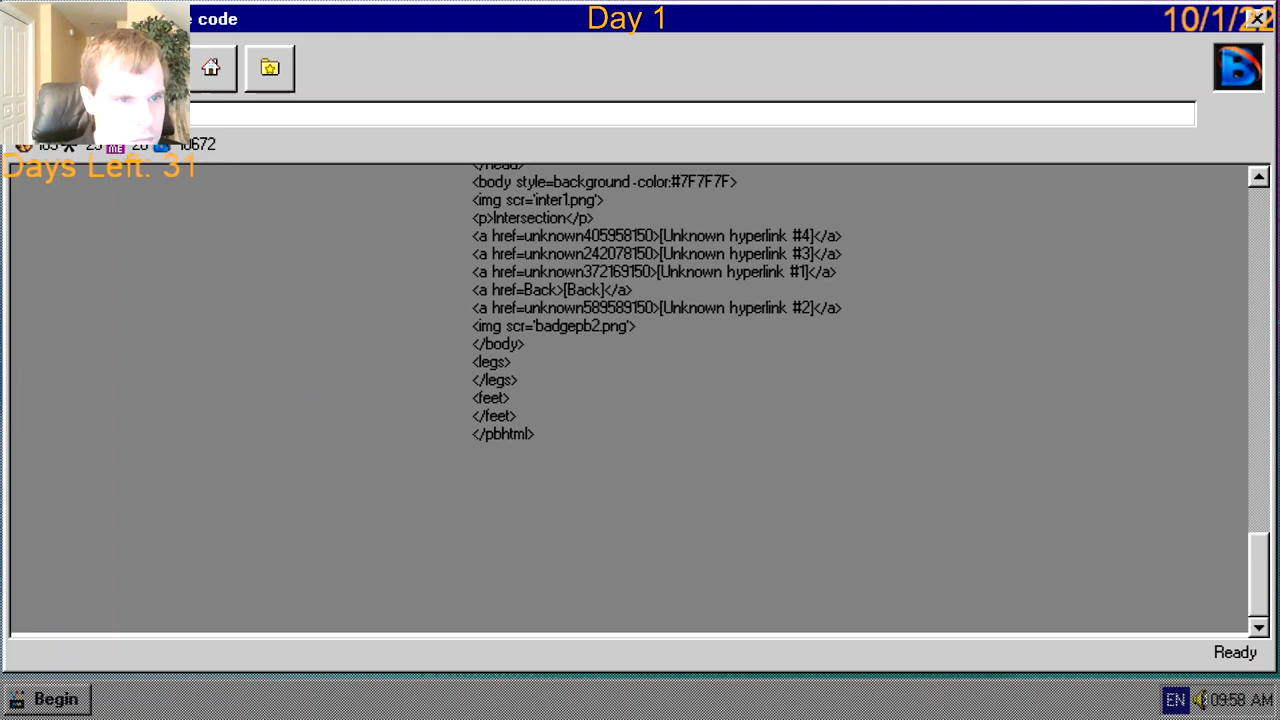 code
Day 1
10/1/22
10672
Days Left: 31
</head>
<body style=background-color:#7F7F7F>
<img scr='inter1.png'>
<p>Intersection</p>
<a href=unknown405958150>[Unknown hyperlink #4]</a>
<a href=unknown242078150>[Unknown hyperlink #3]</a>
<a href=unknown372169150>[Unknown hyperlink #1]</a>
<a href=Back>[Back]</a>
<a href=unknown589589150>[Unknown hyperlink #2]</a>
<img scr='badgepb2.png'>
</body>
<legs>
</legs>
<feet>
</feet>
</pbhtml>
Ready
Begin
EN 09:58 AM